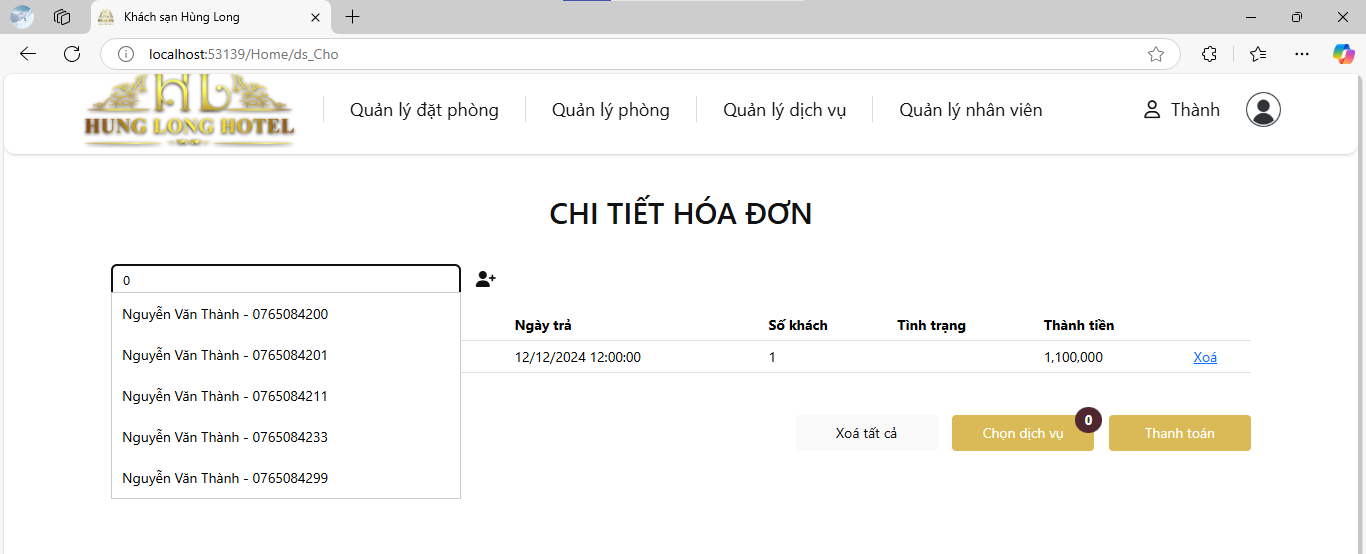 Khách sạn Hùng Long
localhost:53139/Home/ds_Cho
HL
HUNG LONG HOTEL
Quản lý đặt phòng
Quản lý phòng
Quản lý dịch vụ
Quản lý nhân viên
Thành
CHI TIẾT HÓA ĐƠN
0
Nguyễn Văn Thành - 0765084200
Nguyễn Văn Thành - 0765084201
Nguyễn Văn Thành - 0765084211
Nguyễn Văn Thành - 0765084233
Nguyễn Văn Thành - 0765084299
Ngày trả Số khách Tình trạng Thành tiền
12/12/2024 12:00:00 1 1,100,000 Xoá
Xoá tất cả
Chọn dịch vụ
0
Thanh toán